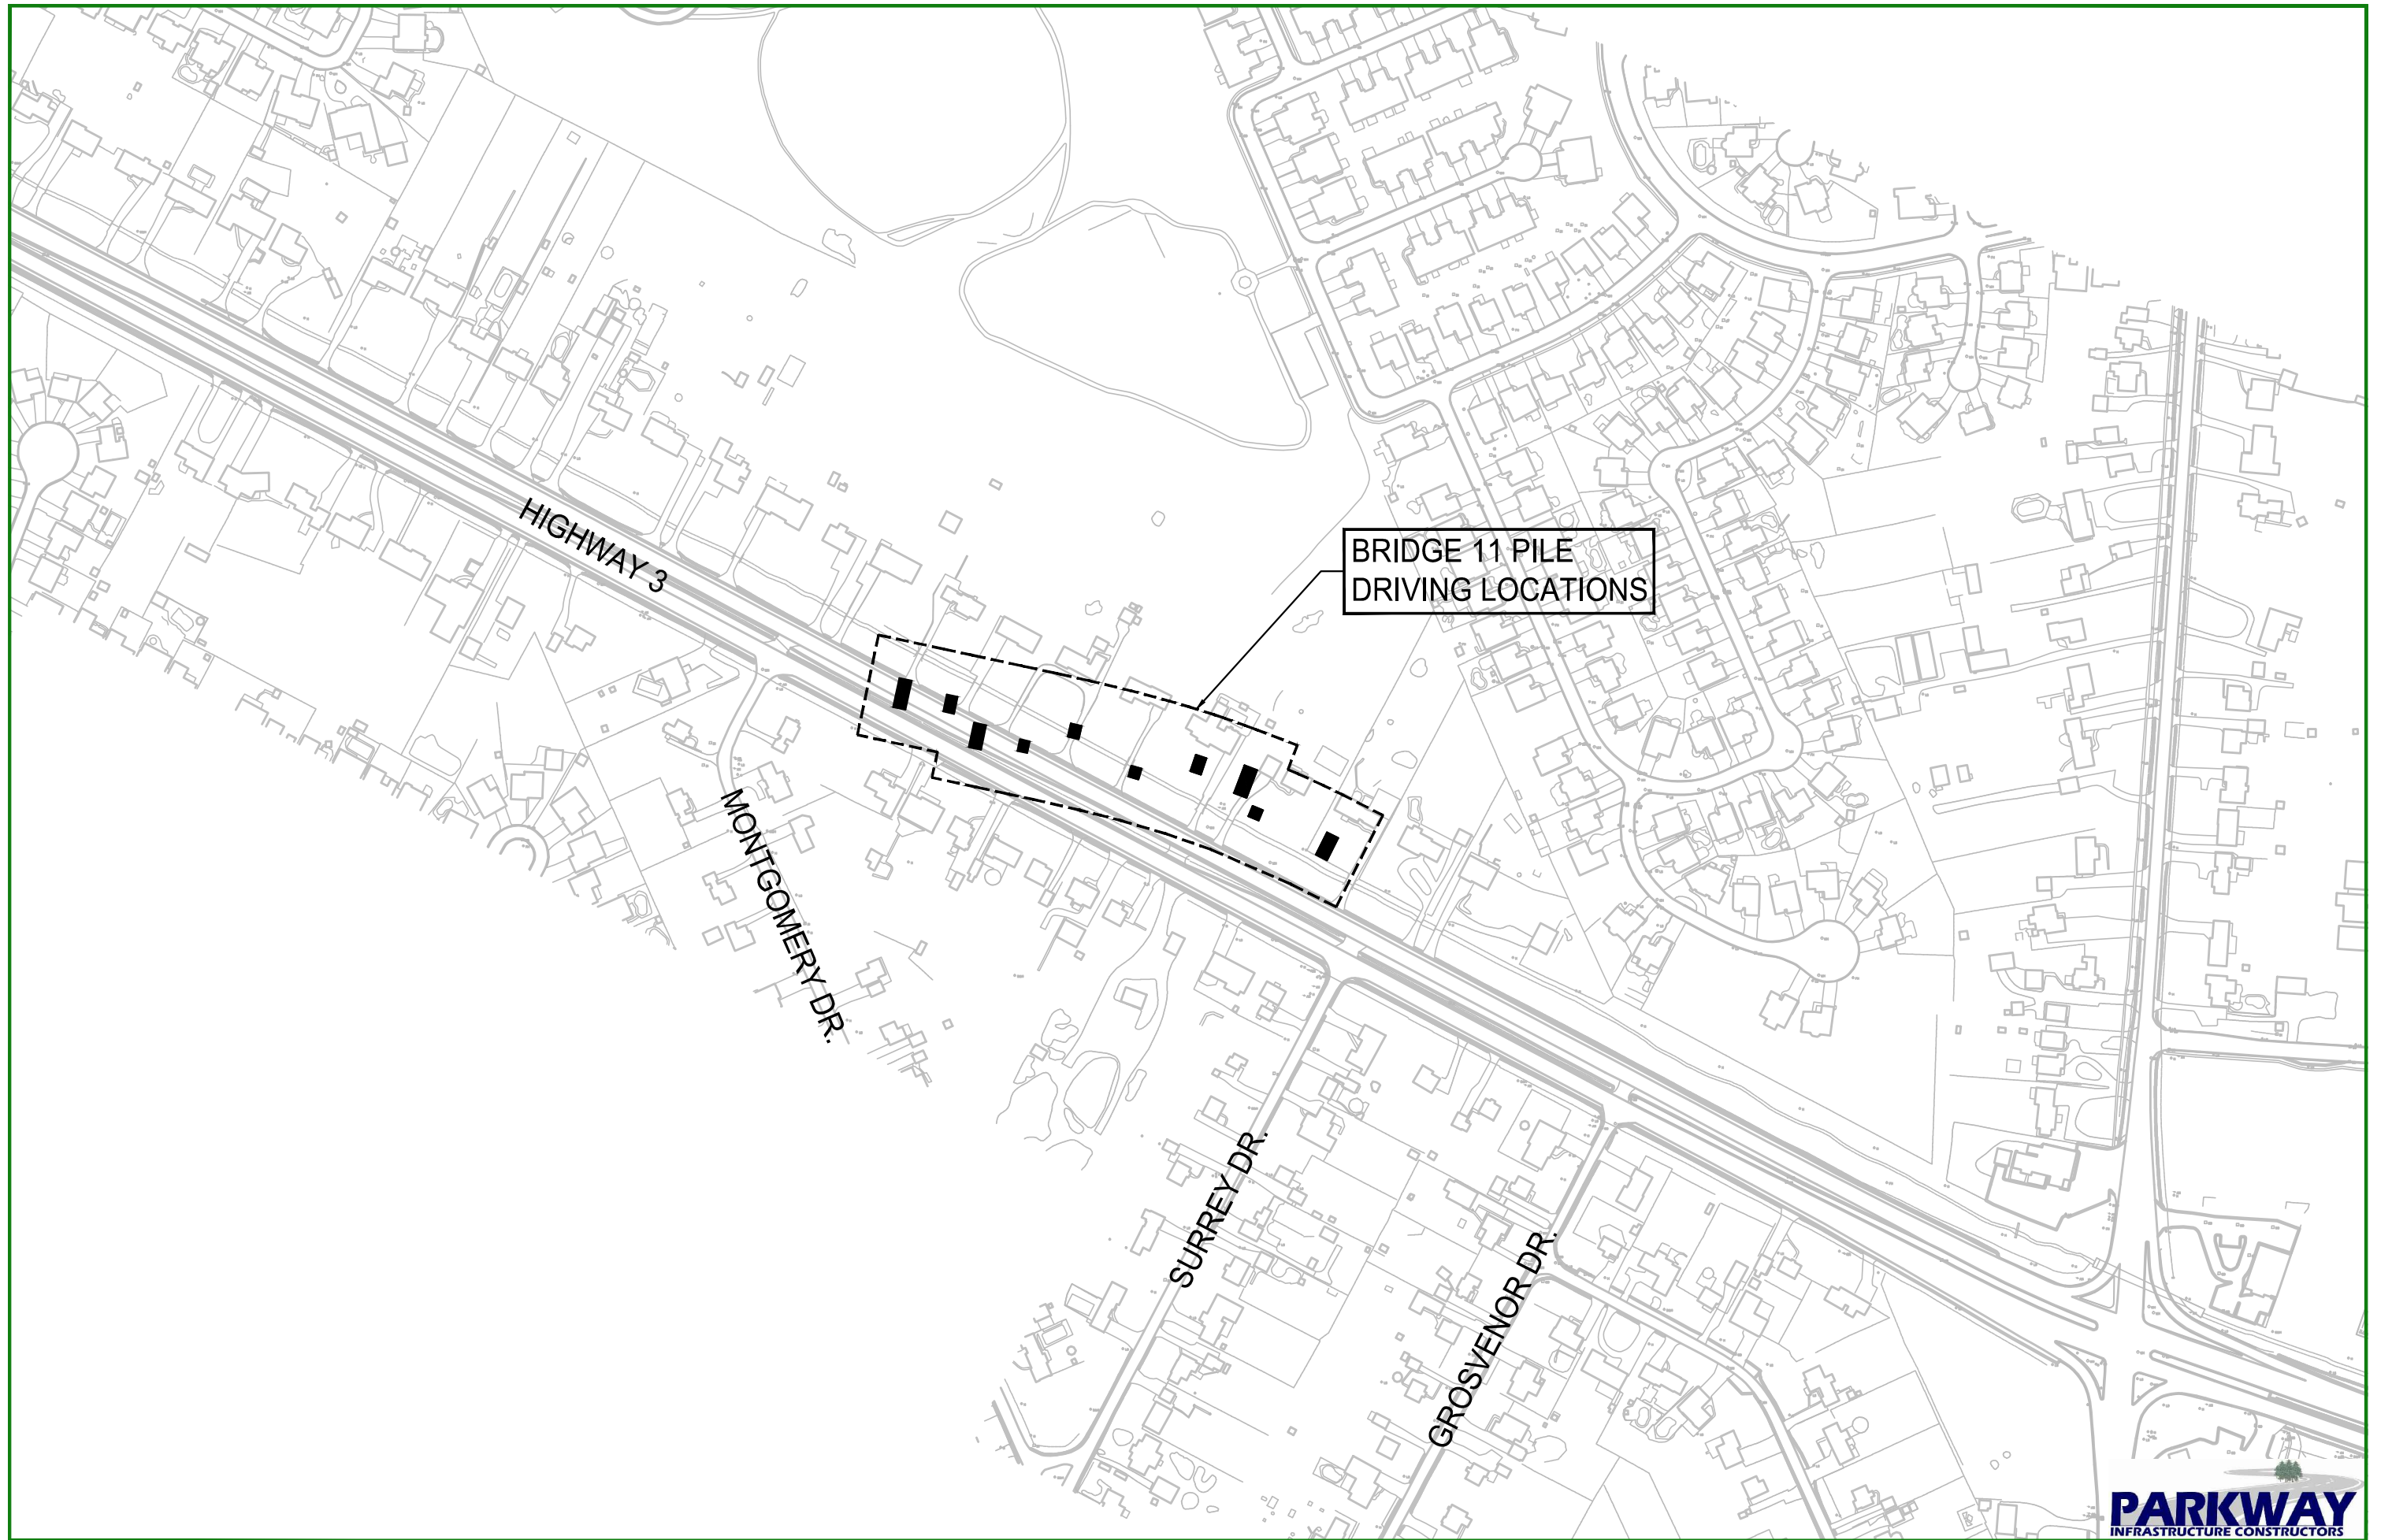 HIGHWAY 3
BRIDGE 11 PILE
DRIVING LOCATIONS
MONTGOMERY DR.
SURREY DR.
GROSVENOR DR.
PARKWAY
INFRASTRUCTURE CONSTRUCTORS